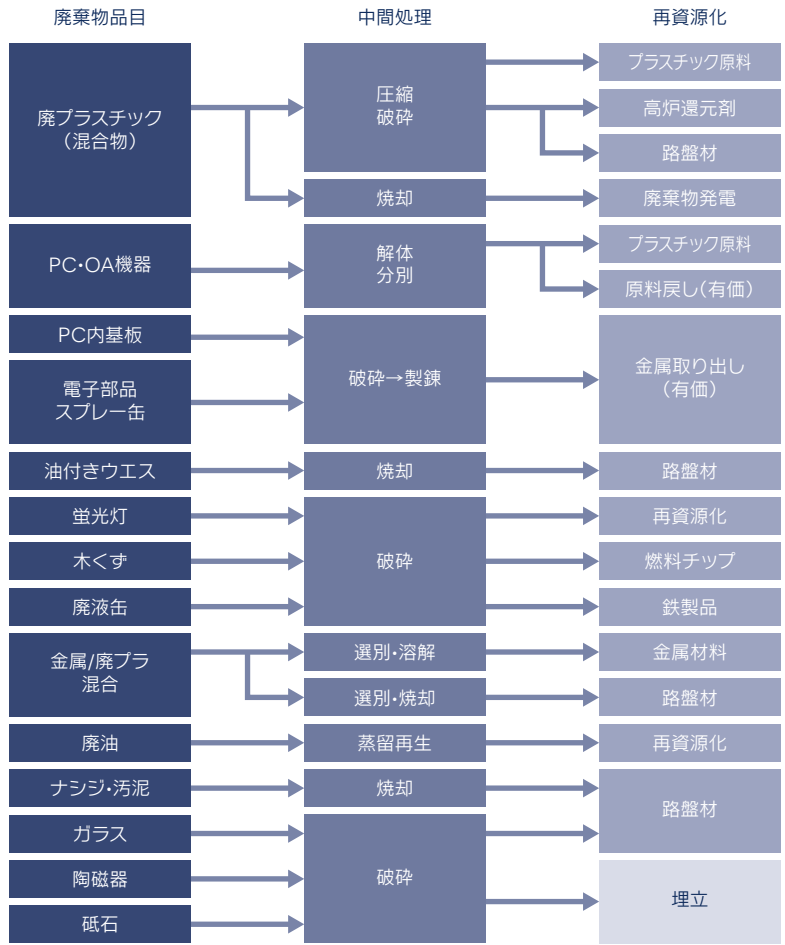 廃棄物品目
中間処理
再資源化
廃プラスチック
（混合物）
圧縮
破砕
プラスチック原料
高炉還元剤
路盤材
焼却
廃棄物発電
PC・OA機器
解体
分別
プラスチック原料
原料戻し（有価）
PC内基板
電子部品
スプレー缶
破砕→製錬
金属取り出し
（有価）
油付きウエス
焼却
路盤材
蛍光灯
木くず
廃液缶
破砕
再資源化
燃料チップ
鉄製品
金属/廃プラ
混合
選別・溶解
金属材料
選別・焼却
路盤材
廃油
蒸留再生
再資源化
ナシジ・汚泥
焼却
路盤材
ガラス
陶磁器
砥石
破砕
埋立